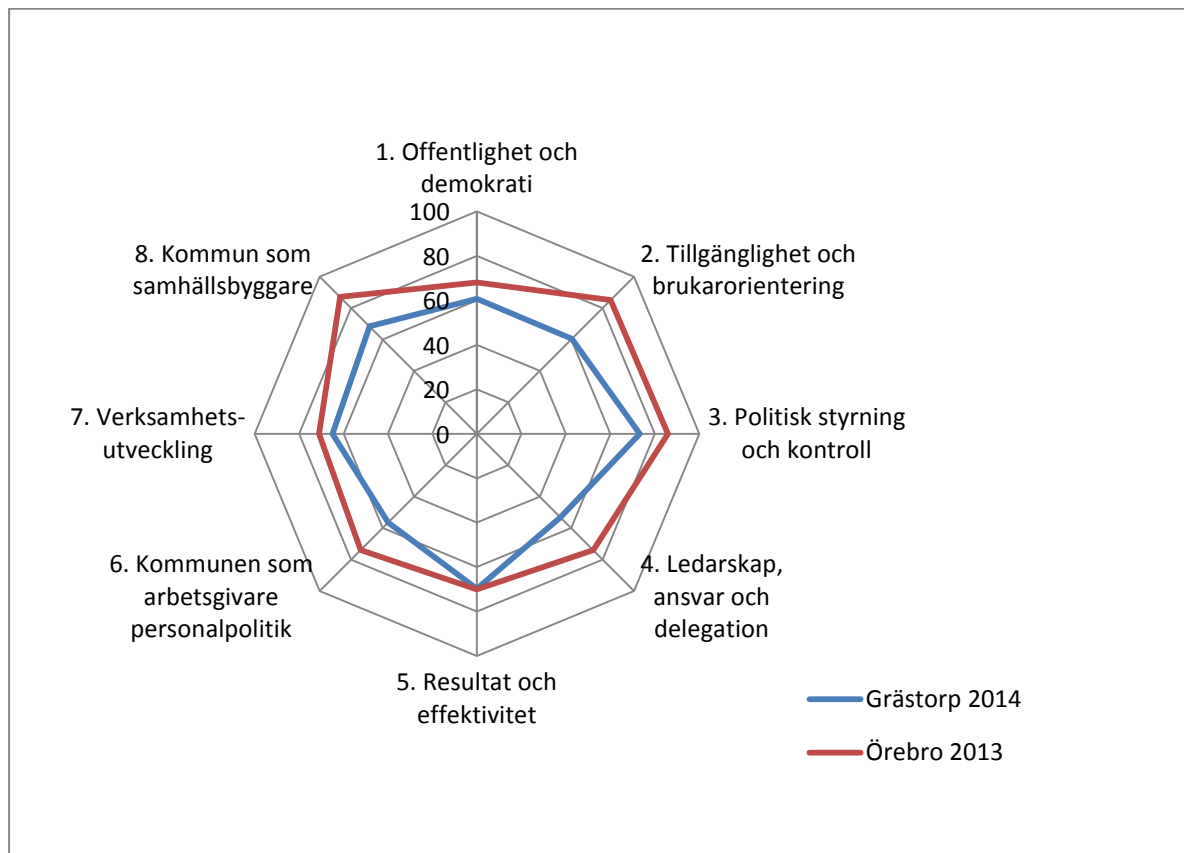 1. Offentlighet och
demokrati
100
80
60
40
20
0
2. Tillgänglighet och
brukarorientering
3. Politisk styrning
och kontroll
4. Ledarskap,
ansvar och
delegation
5. Resultat och
effektivitet
6. Kommunen som
arbetsgivare
personalpolitik
7. Verksamhets-
utveckling
8. Kommun som
samhällsbyggare
Grästorp 2014
Örebro 2013